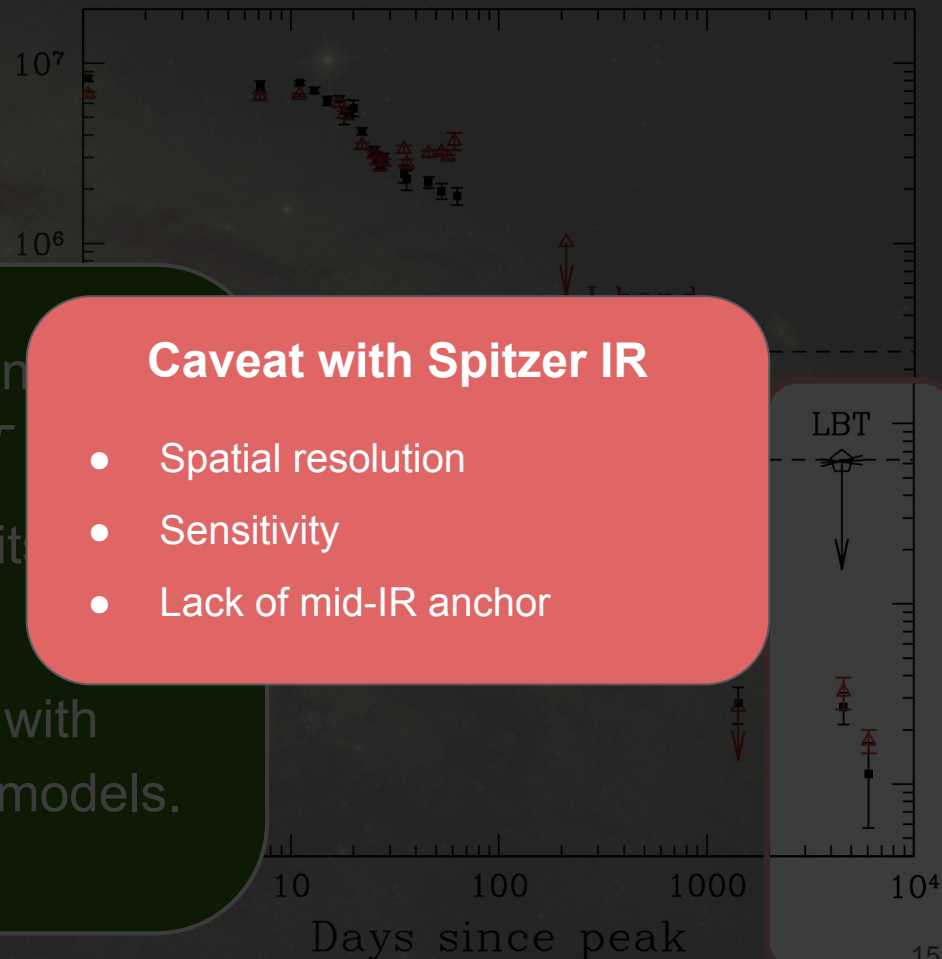 10⁷
10⁶
Caveat with Spitzer IR
● Spatial resolution
● Sensitivity
● Lack of mid-IR anchor
LBT
with
models.
10
100
1000
10⁴
Days since peak
15